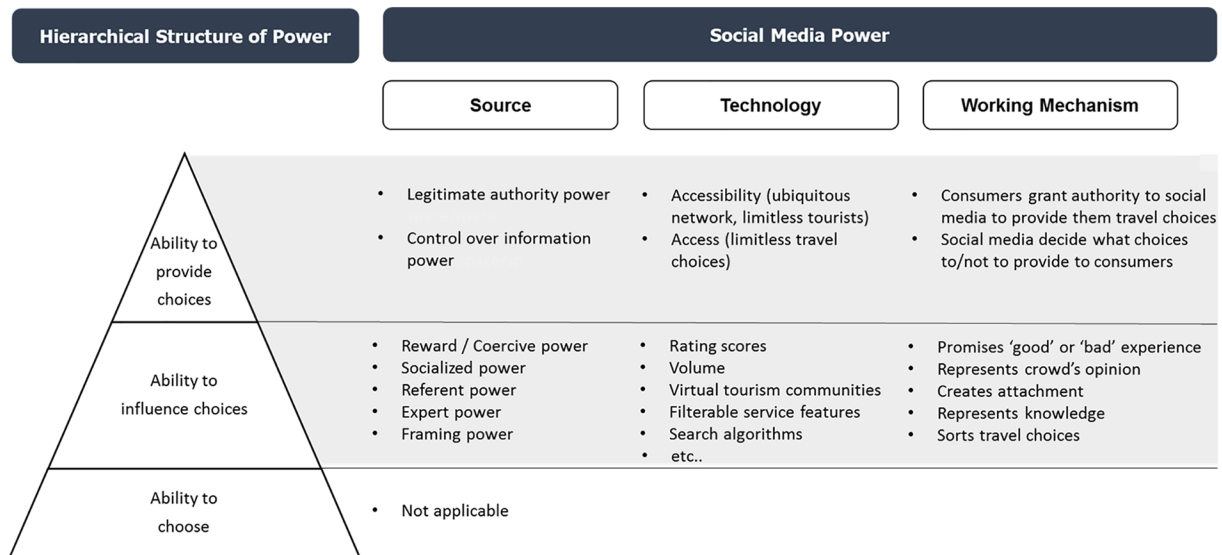 Hierarchical Structure of Power
Social Media Power
Source
Technology
Working Mechanism
Ability to
provide
choices
• Legitimate authority power
• Control over information
power
• Accessibility (ubiquitous
network, limitless tourists)
• Access (limitless travel
choices)
• Consumers grant authority to social
media to provide them travel choices
• Social media decide what choices
to/not to provide to consumers
Ability to
influence choices
• Reward / Coercive power
• Socialized power
• Referent power
• Expert power
• Framing power
• Rating scores
• Volume
• Virtual tourism communities
• Filterable service features
• Search algorithms
• etc..
• Promises ‘good’ or ‘bad’ experience
• Represents crowd’s opinion
• Creates attachment
• Represents knowledge
• Sorts travel choices
Ability to
choose
• Not applicable